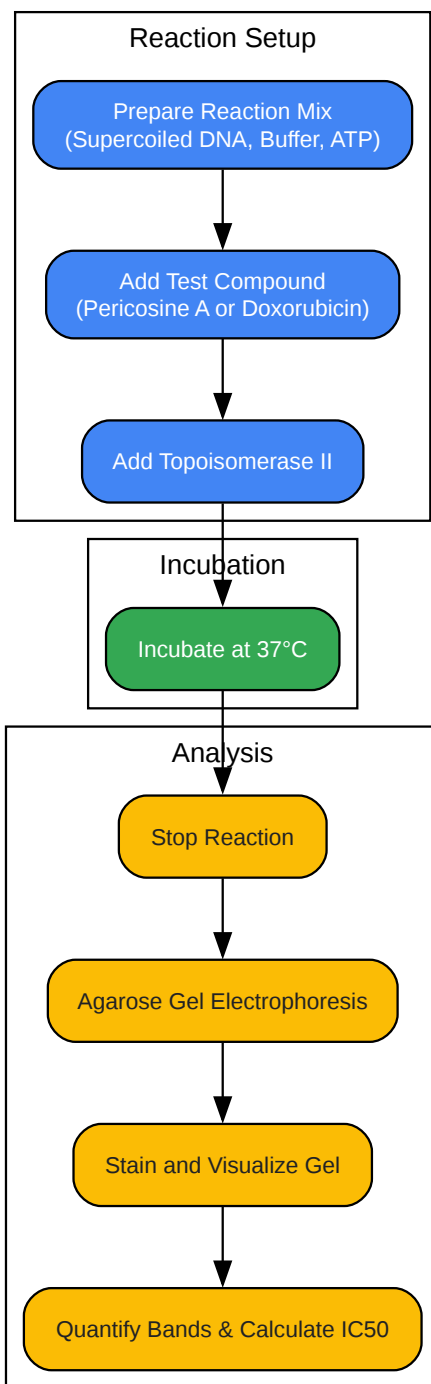 Reaction Setup
Prepare Reaction Mix
(Supercoiled DNA, Buffer, ATP)
Add Test Compound
(Pericosine A or Doxorubicin)
Add Topoisomerase II
Incubation
Incubate at 37°C
Analysis
Stop Reaction
Agarose Gel Electrophoresis
Stain and Visualize Gel
Quantify Bands & Calculate IC50